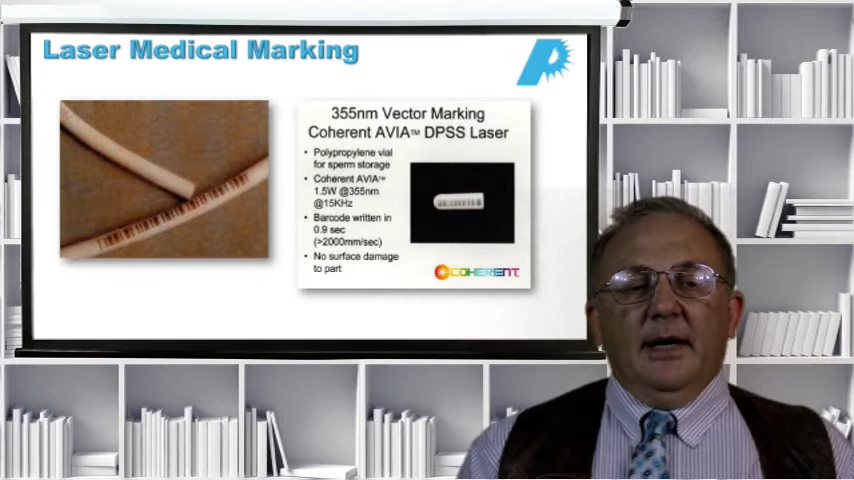 Laser Medical Marking
355nm Vector Marking
Coherent AVIA™ DPSS Laser
• Polypropylene vial
for sperm storage
• Coherent AVIA™
1.5W @355nm
@15KHz
• Barcode written in
0.9 sec
(>2000mm/sec)
• No surface damage
to part
COHERENT